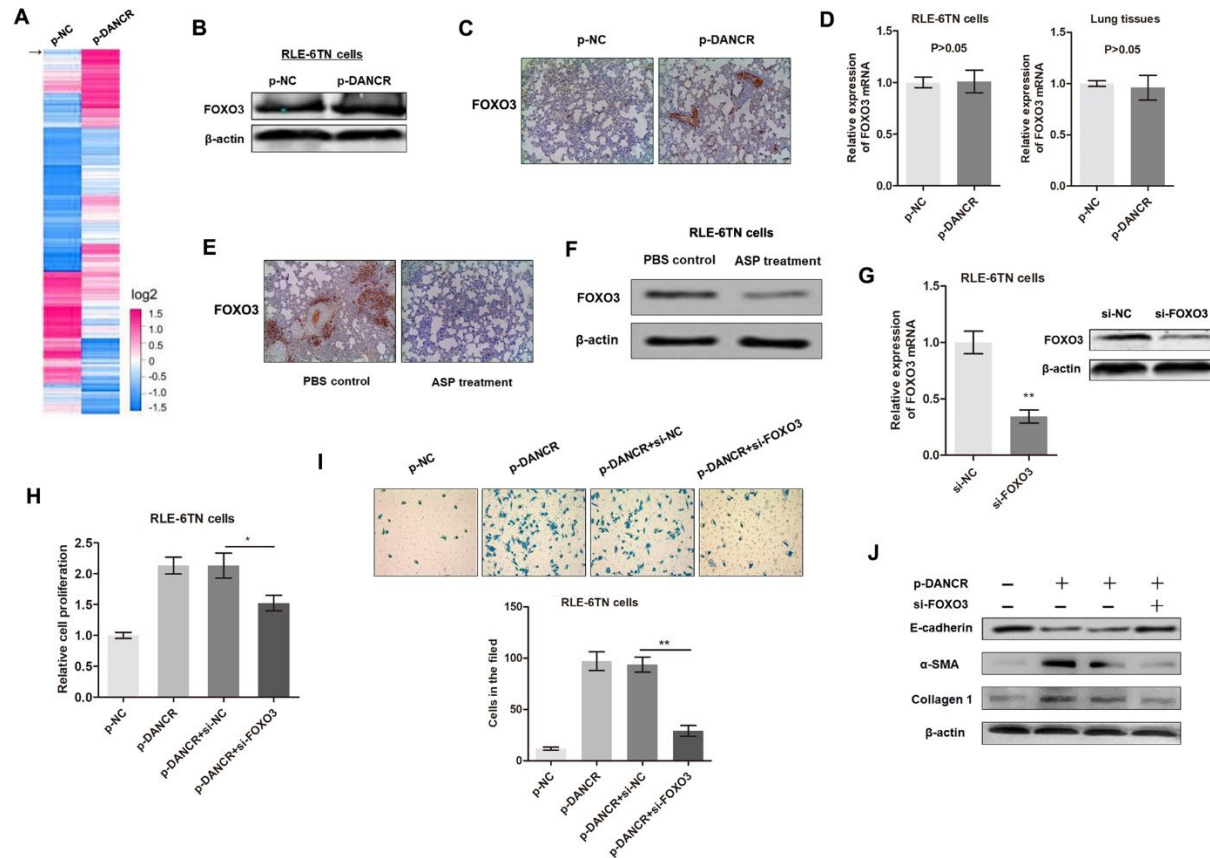 A
p-NC
p-DANCR
→
log2
1.5
1.0
0.5
0
-0.5
-1.0
-1.5
B
RLE-6TN cells
p-NC p-DANCR
FOXO3
β-actin
C
p-NC p-DANCR
FOXO3
D
RLE-6TN cells
P>0.05
Relative expression
of FOXO3 mRNA
1.5
1.0
0.5
0.0
p-NC
p-DANCR
Lung tissues
P>0.05
Relative expression
of FOXO3 mRNA
1.5
1.0
0.5
0.0
p-NC
p-DANCR
E
FOXO3
PBS control ASP treatment
F
RLE-6TN cells
PBS control ASP treatment
FOXO3
β-actin
G
RLE-6TN cells
Relative expression
of FOXO3 mRNA
1.5
1.0
0.5
0.0
**
si-NC
si-FOXO3
si-NC si-FOXO3
FOXO3
β-actin
H
RLE-6TN cells
Relative cell proliferation
2.5
2.0
1.5
1.0
0.5
0.0
*
p-NC
p-DANCR
p-DANCR+si-NC
p-DANCR+si-FOXO3
I
p-NC
p-DANCR
p-DANCR+si-NC
p-DANCR+si-FOXO3
RLE-6TN cells
Cells in the filed
150
100
50
0
**
p-NC
p-DANCR
p-DANCR+si-NC
p-DANCR+si-FOXO3
J
p-DANCR − + + +
si-FOXO3 − − − +
E-cadherin
α-SMA
Collagen 1
β-actin